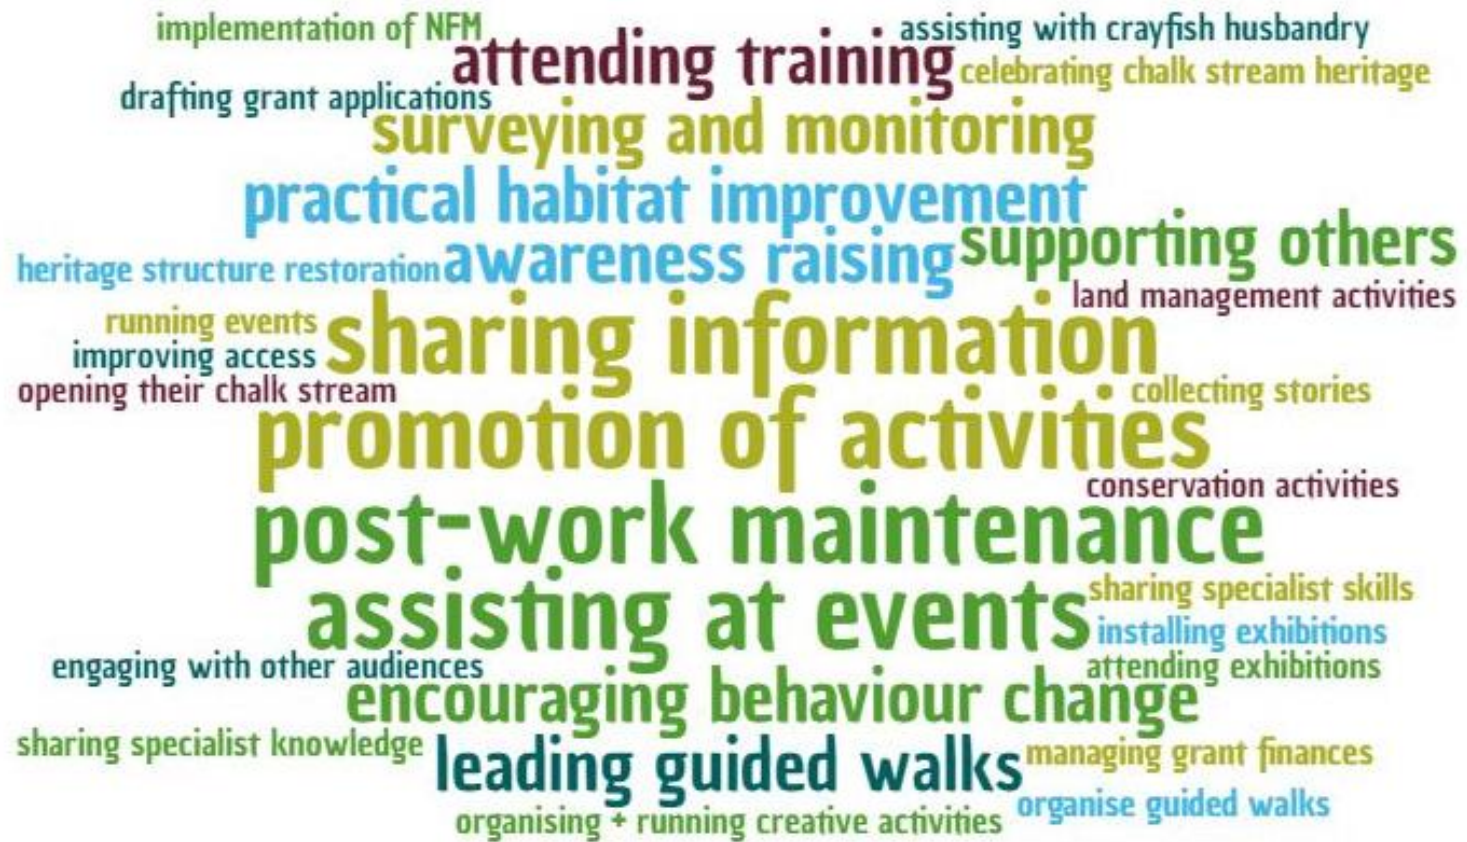 implementation of NFM
assisting with crayfish husbandry
attending training
celebrating chalk stream heritage
drafting grant applications
surveying and monitoring
practical habitat improvement
supporting others
heritage structure restoration
awareness raising
land management activities
running events
sharing information
improving access
opening their chalk stream
collecting stories
promotion of activities
conservation activities
post-work maintenance
assisting at events
sharing specialist skills
installing exhibitions
engaging with other audiences
attending exhibitions
encouraging behaviour change
sharing specialist knowledge
leading guided walks
managing grant finances
organise guided walks
organising + running creative activities